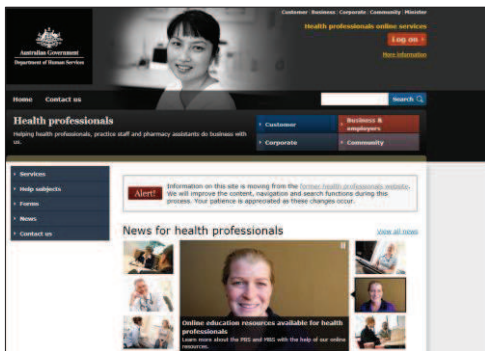 Customer Business Corporate Community Minister
Health professionals online services
Log on
More information
Australian Government
Department of Human Services
Home Contact us
Search
Health professionals
Helping health professionals, practice staff and pharmacy assistants do business with
us.
Customer
Business &
employers
Corporate
Community
Services
Help subjects
Forms
News
Contact us
Alert!
Information on this site is moving from the former health professionals website.
We will improve the content, navigation and search functions during this
process. Your patience is appreciated as these changes occur.
News for health professionals
View all news
Online education resources available for health
professionals
Learn more about the PBS and MBS with the help of our online
resources.